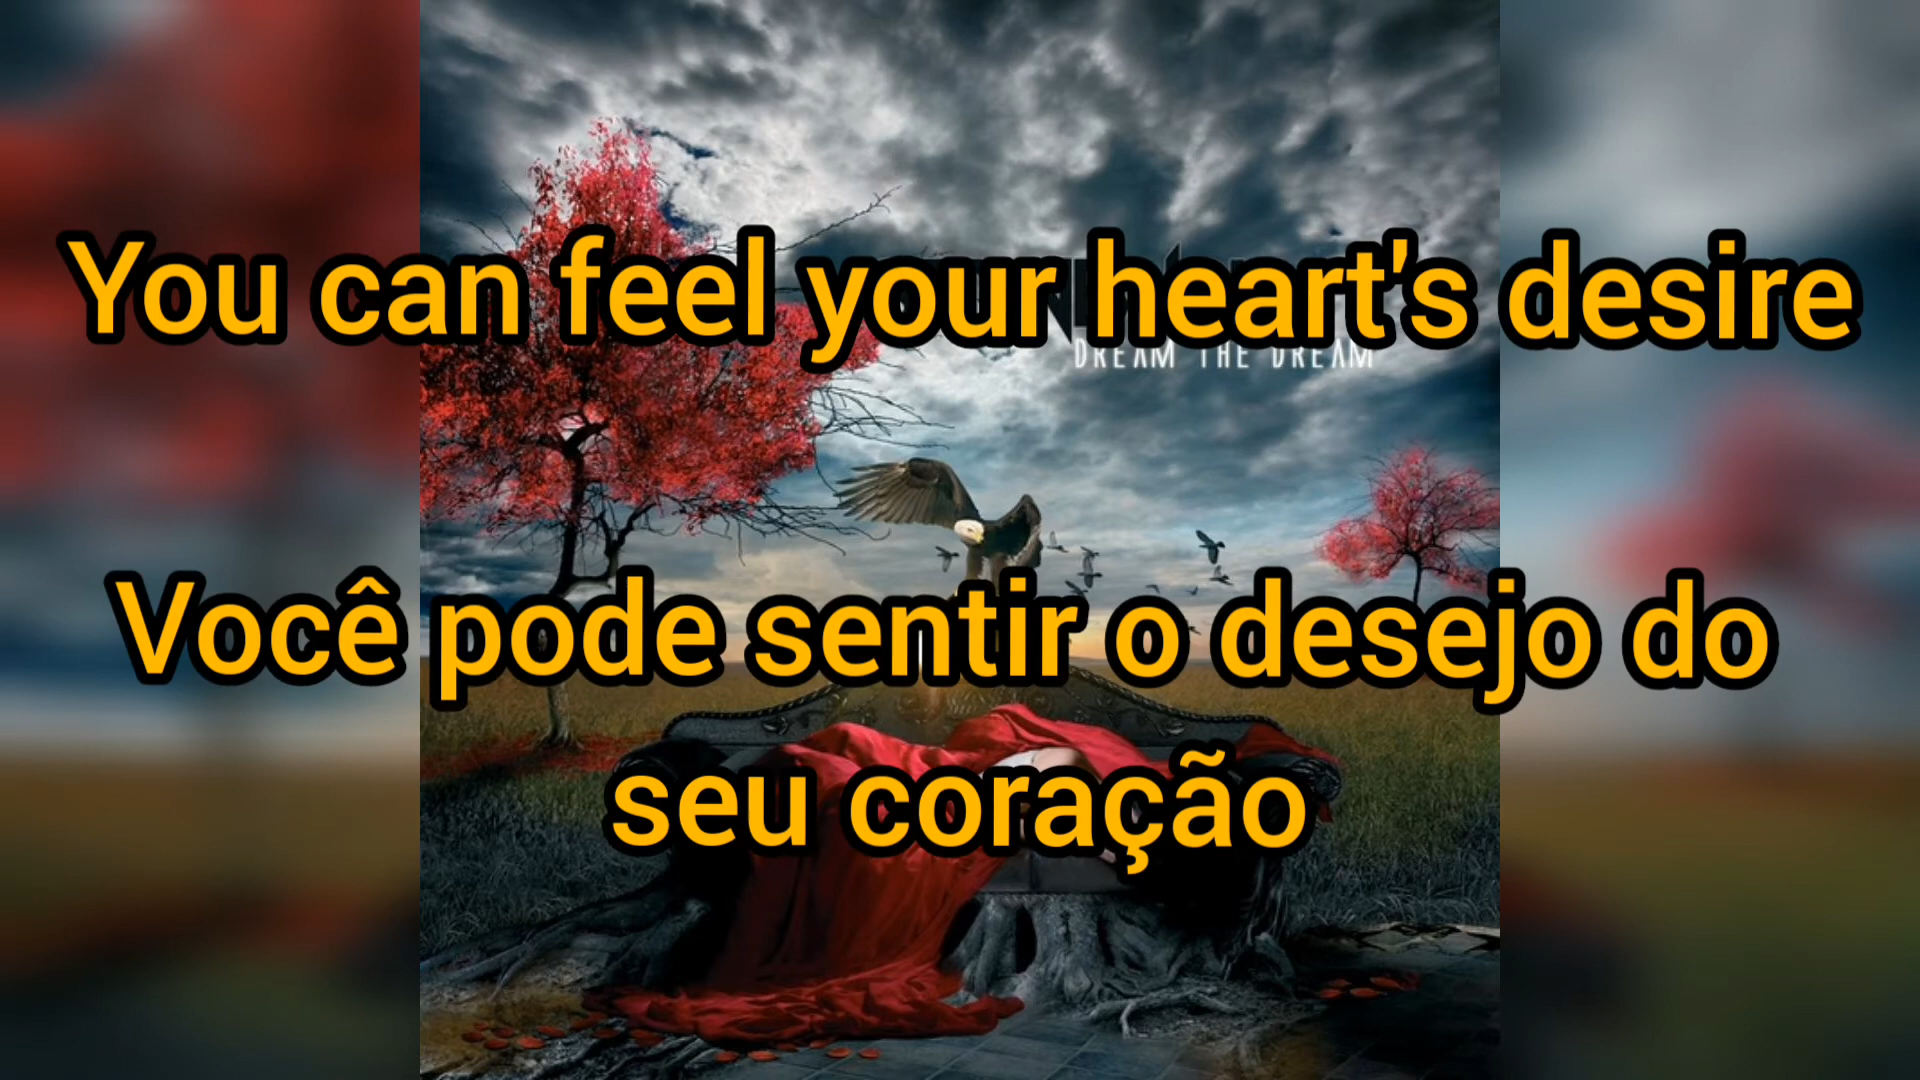 You can feel your heart's desire
DREAM THE DREAM
Você pode sentir o desejo do
seu coração